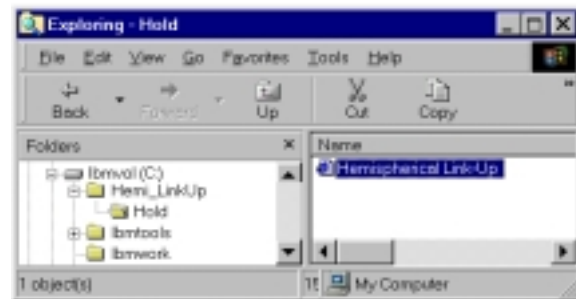 Exploring - Hold
File Edit View Go Favorites Tools Help
Back Forward Up Cut Copy
Folders
Name
Ibmval (C:)
Hemi_LinkUp
Hold
Ibmtools
Ibmwork
Hemispherical Link-Up
1 object(s)
My Computer